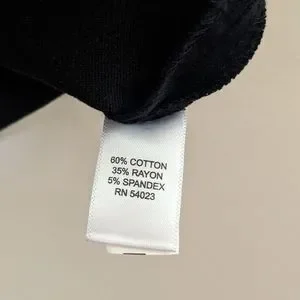 60% COTTON
35% RAYON
5% SPANDEX
RN 54023